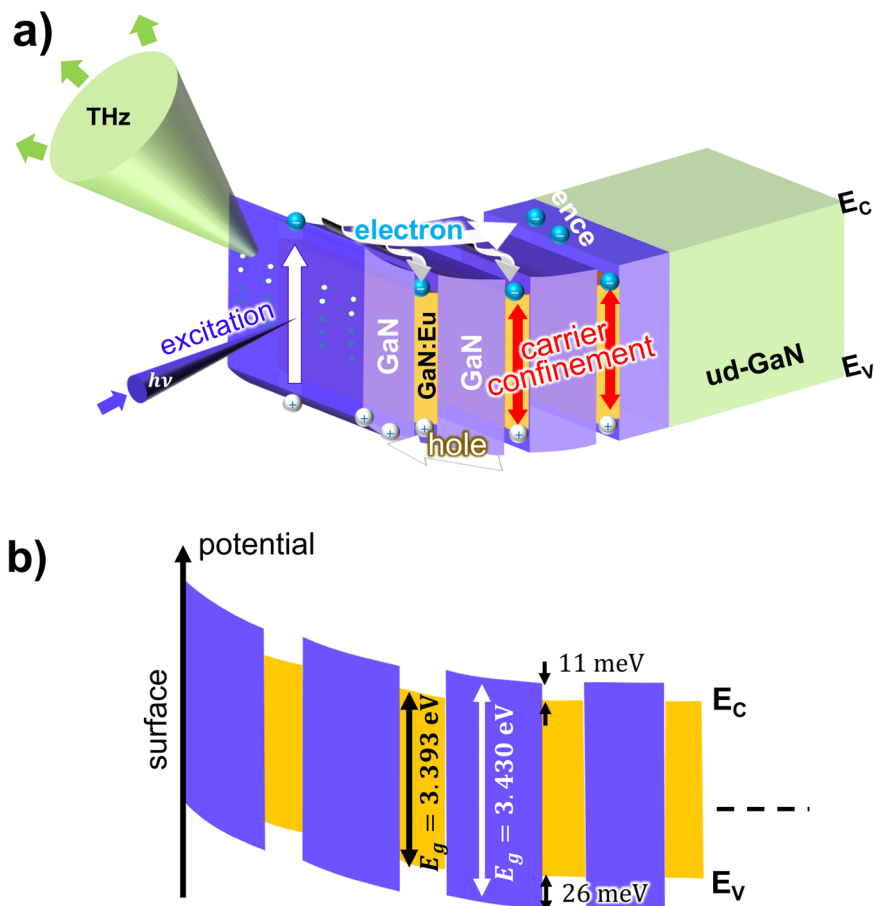 a)
THz
ence
electron
E_C
excitation
hν
GaN
GaN:Eu
GaN
carrier
confinement
ud-GaN
E_V
hole
b)
potential
surface
11 meV
E_C
E_g = 3.393 eV
E_g = 3.430 eV
26 meV
E_V